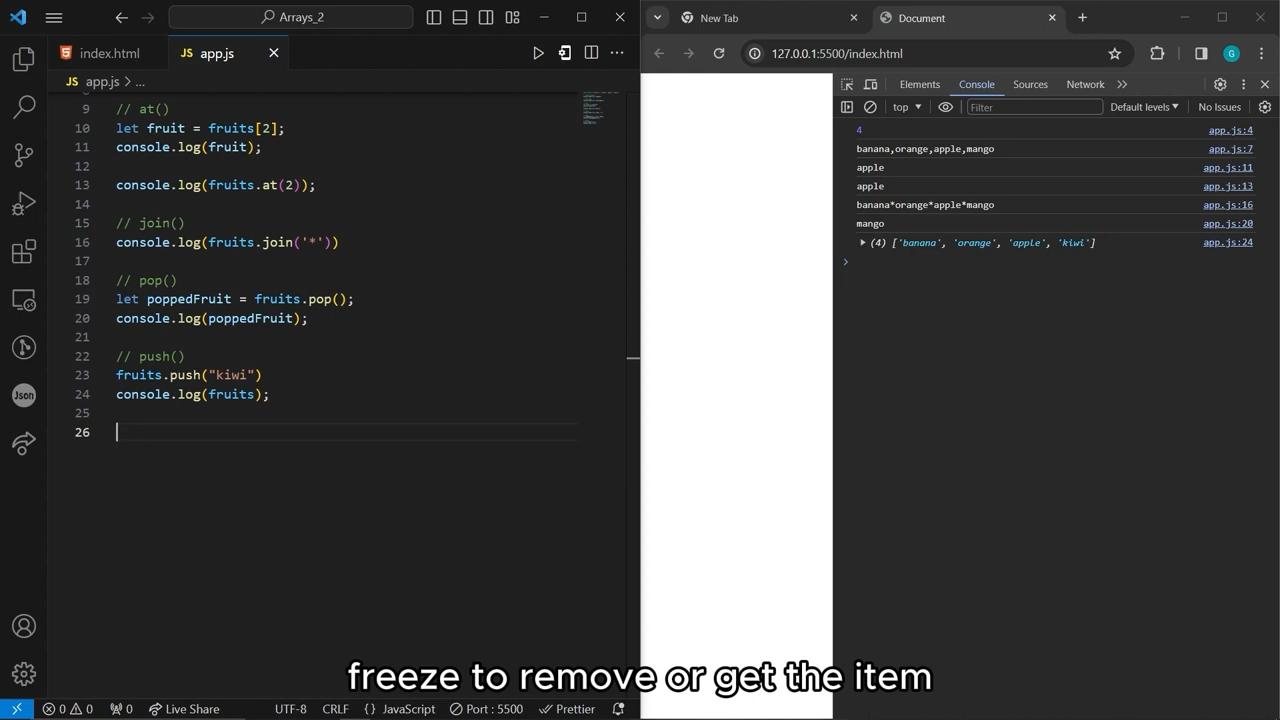 Arrays_2
index.html
JS app.js
JS app.js > ...
9 // at()
10 let fruit = fruits[2];
11 console.log(fruit);
12
13 console.log(fruits.at(2));
14
15 // join()
16 console.log(fruits.join('*'))
17
18 // pop()
19 let poppedFruit = fruits.pop();
20 console.log(poppedFruit);
21
22 // push()
23 fruits.push("kiwi")
24 console.log(fruits);
25
26
Json
0 0 0 Live Share UTF-8 CRLF {} JavaScript Port : 5500 Prettier
New Tab
Document
127.0.0.1:5500/index.html
G
Elements Console Sources Network
top Filter Default levels No Issues
4 app.js:4
banana,orange,apple,mango app.js:7
apple app.js:11
apple app.js:13
banana*orange*apple*mango app.js:16
mango app.js:20
(4) ['banana', 'orange', 'apple', 'kiwi'] app.js:24
freeze to remove or get the item